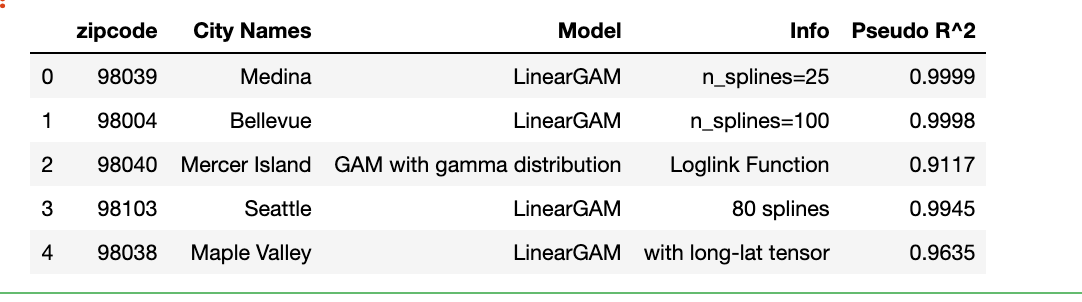 zipcode City Names Model Info Pseudo R^2
0 98039 Medina LinearGAM n_splines=25 0.9999
1 98004 Bellevue LinearGAM n_splines=100 0.9998
2 98040 Mercer Island GAM with gamma distribution Loglink Function 0.9117
3 98103 Seattle LinearGAM 80 splines 0.9945
4 98038 Maple Valley LinearGAM with long-lat tensor 0.9635